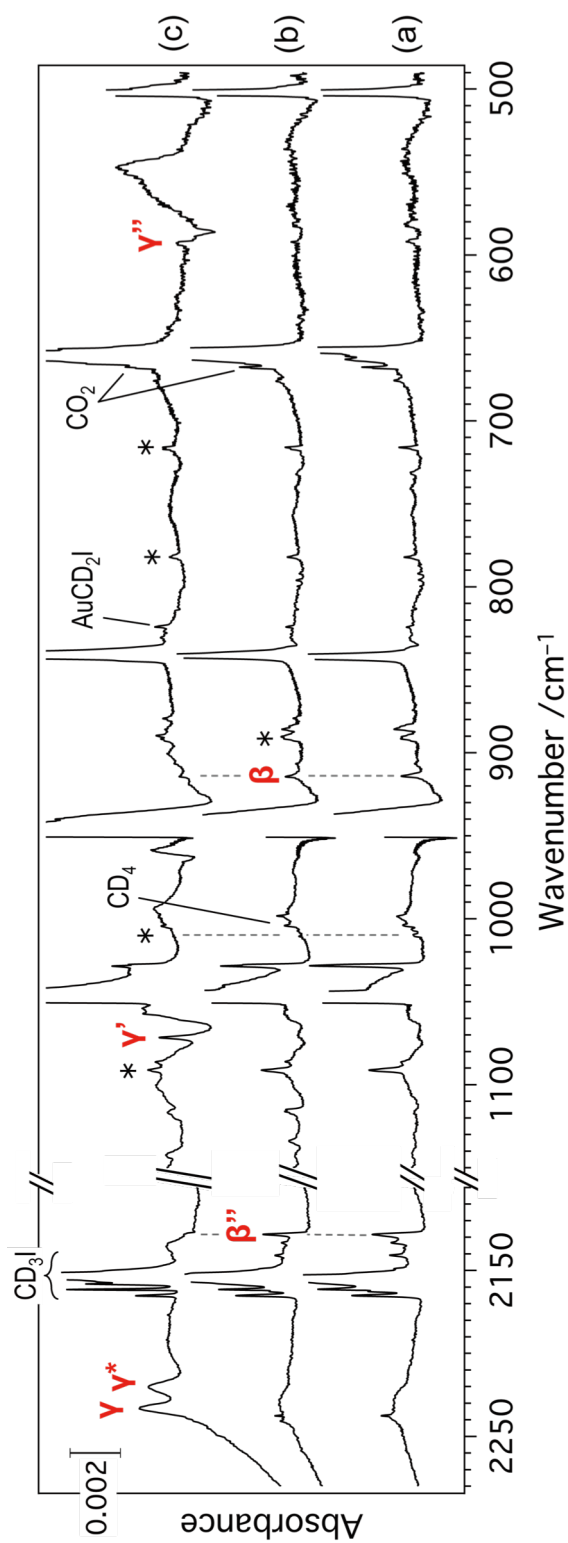 0.002
γ
γ*
CD₃I
β’’
*
γ’
*
CD₄
β
*
AuCD₂I
*
*
CO₂
γ’’
(c)
(b)
(a)
Absorbance
2250
2150
1100
1000
900
800
700
600
500
Wavenumber /cm⁻¹